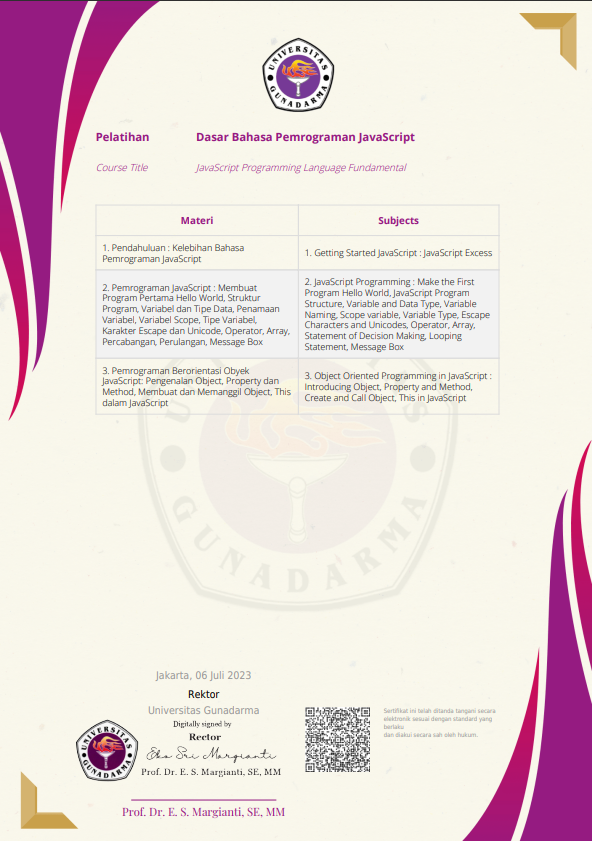 UNIVERSITAS
GUNADARMA
Pelatihan
Dasar Bahasa Pemrograman JavaScript
Course Title
JavaScript Programming Language Fundamental
Materi
Subjects
1. Pendahuluan : Kelebihan Bahasa
Pemrograman JavaScript
1. Getting Started JavaScript : JavaScript Excess
2. Pemrograman JavaScript : Membuat
Program Pertama Hello World, Struktur
Program, Variabel dan Tipe Data, Penamaan
Variabel, Variabel Scope, Tipe Variabel,
Karakter Escape dan Unicode, Operator, Array,
Percabangan, Perulangan, Message Box
2. JavaScript Programming : Make the First
Program Hello World, JavaScript Program
Structure, Variable and Data Type, Variable
Naming, Scope variable, Variable Type, Escape
Characters and Unicodes, Operator, Array,
Statement of Decision Making, Looping
Statement, Message Box
3. Pemrograman Berorientasi Obyek
JavaScript: Pengenalan Object, Property dan
Method, Membuat dan Memanggil Object, This
dalam JavaScript
3. Object Oriented Programming in JavaScript :
Introducing Object, Property and Method,
Create and Call Object, This in JavaScript
UNIVERSITAS
GUNADARMA
Jakarta, 06 Juli 2023
Rektor
Universitas Gunadarma
Digitally signed by
Rector
Eko Sri Margianti
Prof. Dr. E. S. Margianti, SE, MM
UNIVERSITAS
GUNADARMA
Prof. Dr. E. S. Margianti, SE, MM
Sertifikat ini telah ditanda tangani secara
elektronik sesuai dengan standard yang
berlaku
dan diakui secara sah oleh hukum.